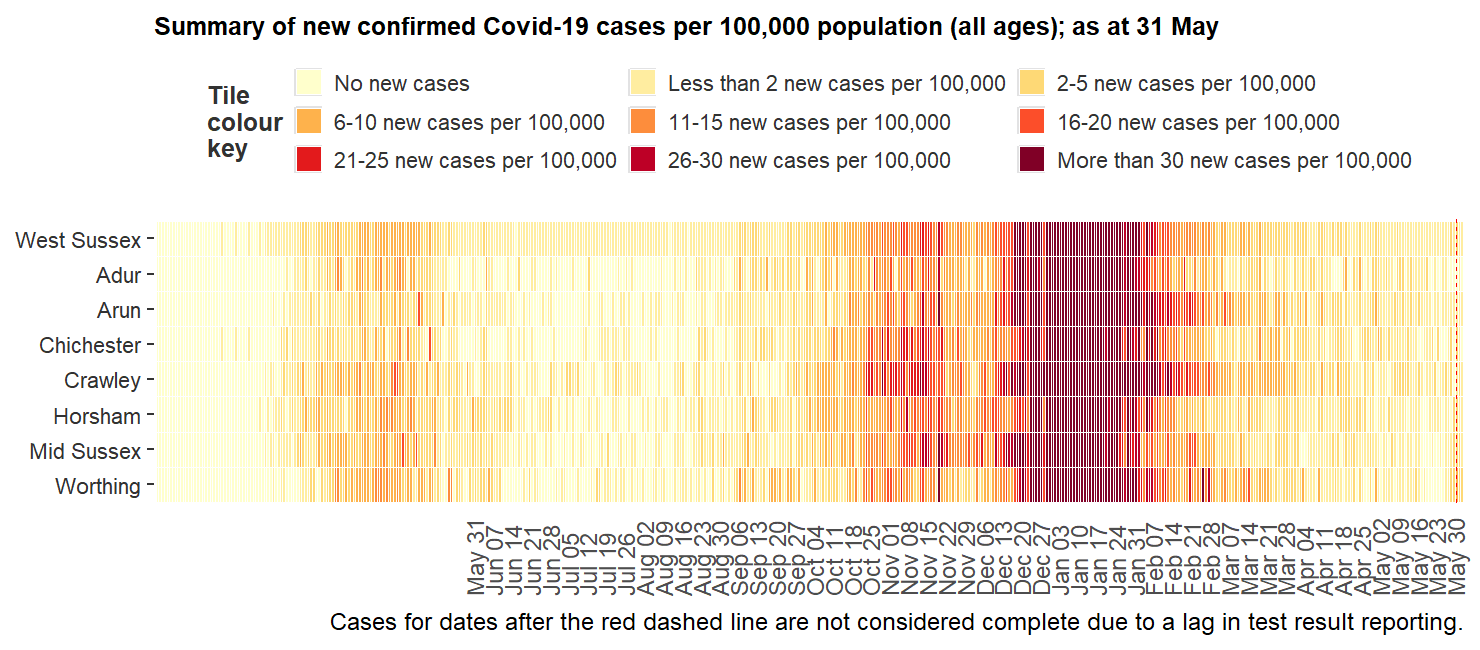 Summary of new confirmed Covid-19 cases per 100,000 population (all ages); as at 31 May
Tile
colour
key
No new cases
Less than 2 new cases per 100,000
2-5 new cases per 100,000
6-10 new cases per 100,000
11-15 new cases per 100,000
16-20 new cases per 100,000
21-25 new cases per 100,000
26-30 new cases per 100,000
More than 30 new cases per 100,000
West Sussex
Adur
Arun
Chichester
Crawley
Horsham
Mid Sussex
Worthing
May 31
Jun 07
Jun 14
Jun 21
Jun 28
Jul 05
Jul 12
Jul 19
Jul 26
Aug 02
Aug 09
Aug 16
Aug 23
Aug 30
Sep 06
Sep 13
Sep 20
Sep 27
Oct 04
Oct 11
Oct 18
Oct 25
Nov 01
Nov 08
Nov 15
Nov 22
Nov 29
Dec 06
Dec 13
Dec 20
Dec 27
Jan 03
Jan 10
Jan 17
Jan 24
Jan 31
Feb 07
Feb 14
Feb 21
Feb 28
Mar 07
Mar 14
Mar 21
Mar 28
Apr 04
Apr 11
Apr 18
Apr 25
May 02
May 09
May 16
May 23
May 30
Cases for dates after the red dashed line are not considered complete due to a lag in test result reporting.